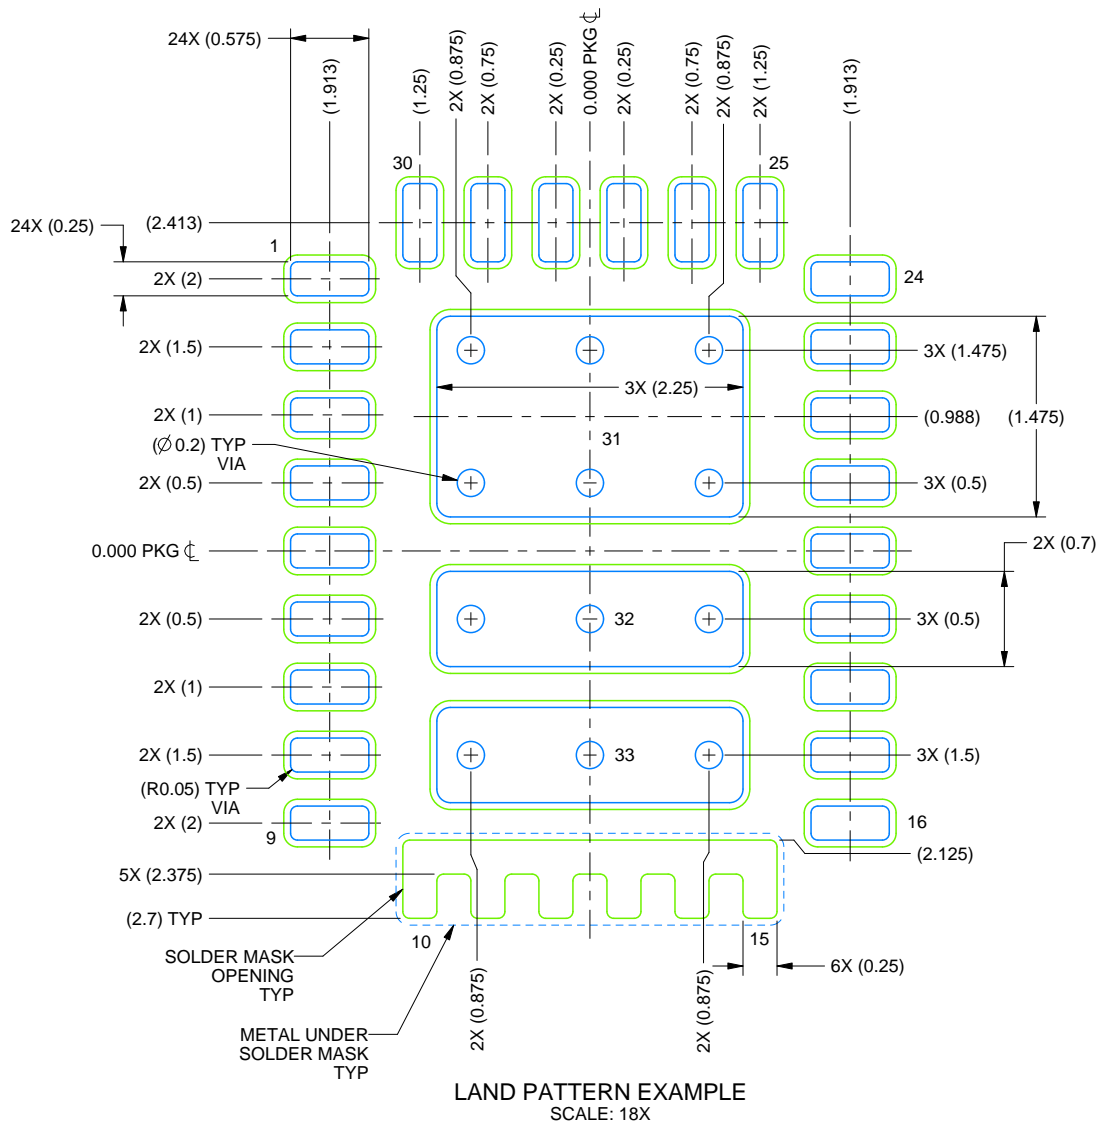 0.000 PKG ℄
24X (0.575)
(1.913)
(1.25)
2X (0.875)
2X (0.75)
2X (0.25)
2X (0.25)
2X (0.75)
2X (0.875)
2X (1.25)
(1.913)
30
25
24X (0.25)
(2.413)
1
2X (2)
24
2X (1.5)
3X (1.475)
3X (2.25)
2X (1)
(0.988)
(1.475)
(Ø 0.2) TYP
VIA
31
2X (0.5)
3X (0.5)
0.000 PKG ℄
2X (0.7)
2X (0.5)
32
3X (0.5)
2X (1)
2X (1.5)
33
3X (1.5)
(R0.05) TYP
VIA
2X (2)
9
16
(2.125)
5X (2.375)
(2.7) TYP
10
15
SOLDER MASK
OPENING
TYP
6X (0.25)
2X (0.875)
2X (0.875)
METAL UNDER
SOLDER MASK
TYP
LAND PATTERN EXAMPLE
SCALE: 18X